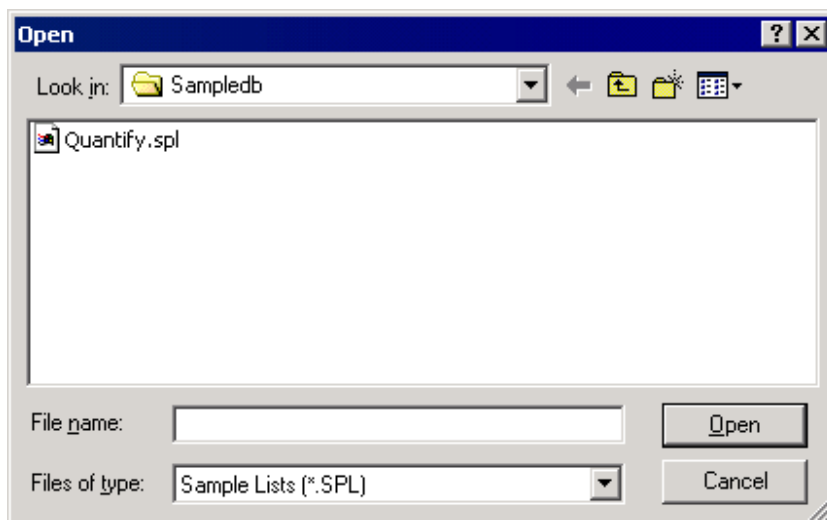 Open
Look in: Sampledb
Quantify.spl
File name: Open
Files of type: Sample Lists (*.SPL) Cancel